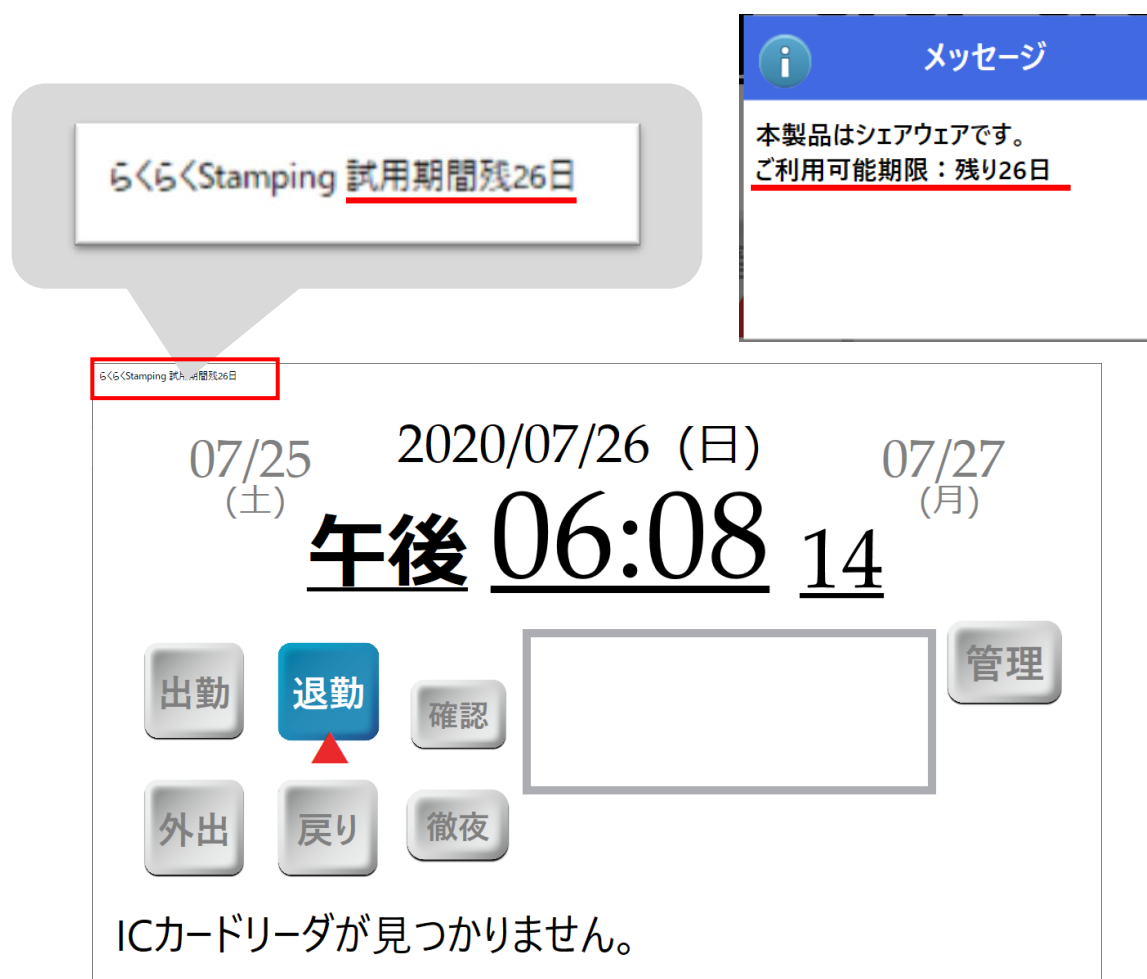 メッセージ
本製品はシェアウェアです。
ご利用可能期限：残り26日
らくらくStamping 試用期間残26日
らくらくStamping 試用期間残26日
07/25
(土)
2020/07/26 (日)
07/27
(月)
午後 06:08 14
出勤
退勤
確認
管理
外出
戻り
徹夜
ICカードリーダが見つかりません。